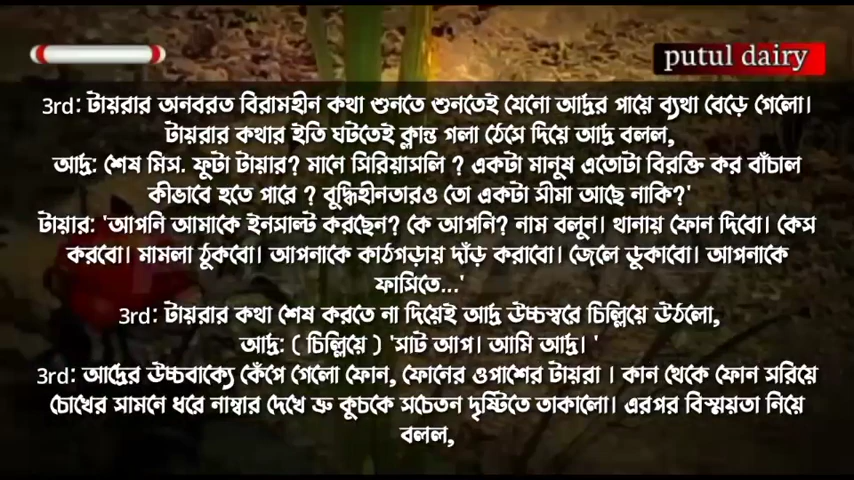 putul dairy
3rd: টায়রার অনবরত বিরামহীন কথা শুনতে শুনতেই যেনো আদ্রর পায়ে ব্যথা বেড়ে গেলো।
টায়রার কথার ইতি ঘটতেই ক্লান্ত গলা ঠেসে দিয়ে আদ্র বলল,
আদ্র: শেষ মিস. ফূটা টায়ার? মানে সিরিয়াসলি ? একটা মানুষ এতোটা বিরক্তি কর বাঁচাল
কীভাবে হতে পারে ? বুদ্ধিহীনতারও তো একটা সীমা আছে নাকি?'
টায়ার: 'আপনি আমাকে ইনসাল্ট করছেন? কে আপনি? নাম বলুন। থানায় ফোন দিবো। কেস
করবো। মামলা ঠুকবো। আপনাকে কাঠগড়ায় দাঁড় করাবো। জেলে ডুকাবো। আপনাকে
ফাসিতে...'
3rd: টায়রার কথা শেষ করতে না দিয়েই আদ্র উচ্চস্বরে চিল্লিয়ে উঠলো,
আদ্র: ( চিল্লিয়ে ) 'সাট আপ। আমি আদ্র। '
3rd: আদ্রের উচ্চবাক্যে কেঁপে গেলো ফোন, ফোনের ওপাশের টায়রা । কান থেকে ফোন সরিয়ে
চোখের সামনে ধরে নাম্বার দেখে ভ্রু কুচকে সচেতন দৃষ্টিতে তাকালো। এরপর বিস্ময়তা নিয়ে
বলল,